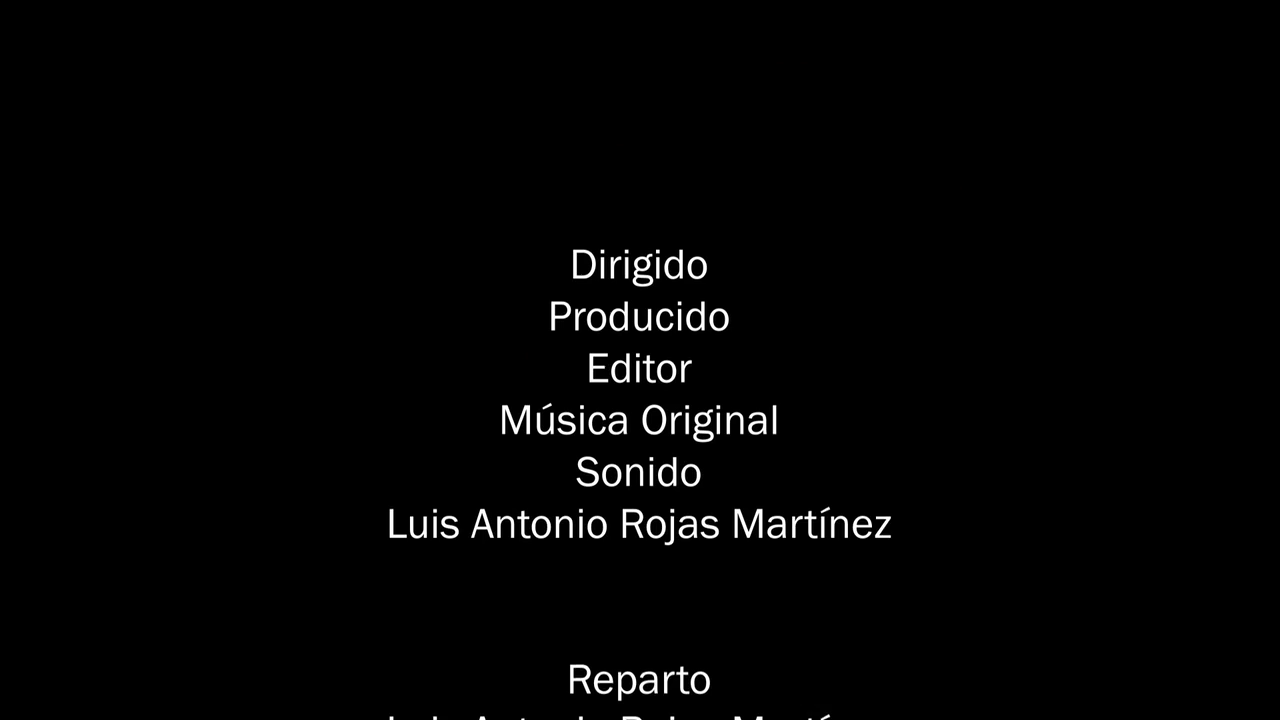 Dirigido
Producido
Editor
Música Original
Sonido
Luis Antonio Rojas Martínez
Reparto